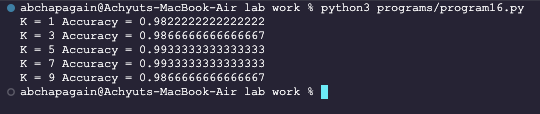 abchapagain@Achyuts-MacBook-Air lab work % python3 programs/program16.py
K = 1 Accuracy = 0.9822222222222222
K = 3 Accuracy = 0.9866666666666667
K = 5 Accuracy = 0.9933333333333333
K = 7 Accuracy = 0.9933333333333333
K = 9 Accuracy = 0.9866666666666667
abchapagain@Achyuts-MacBook-Air lab work %